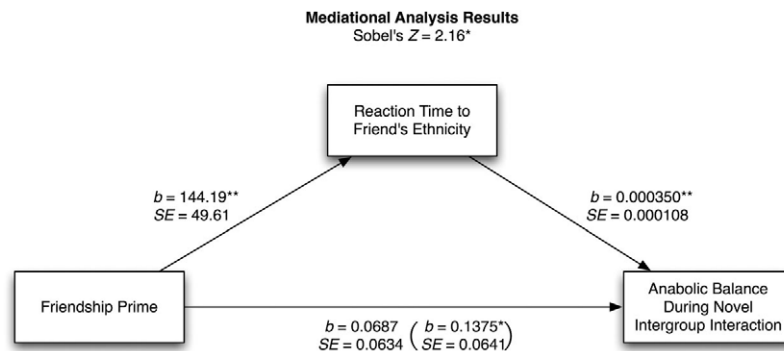 Mediational Analysis Results
Sobel's Z = 2.16*
Reaction Time to
Friend's Ethnicity
b = 144.19**
SE = 49.61
b = 0.000350**
SE = 0.000108
Friendship Prime
Anabolic Balance
During Novel
Intergroup Interaction
b = 0.0687 ( b = 0.1375* )
SE = 0.0634 ( SE = 0.0641 )